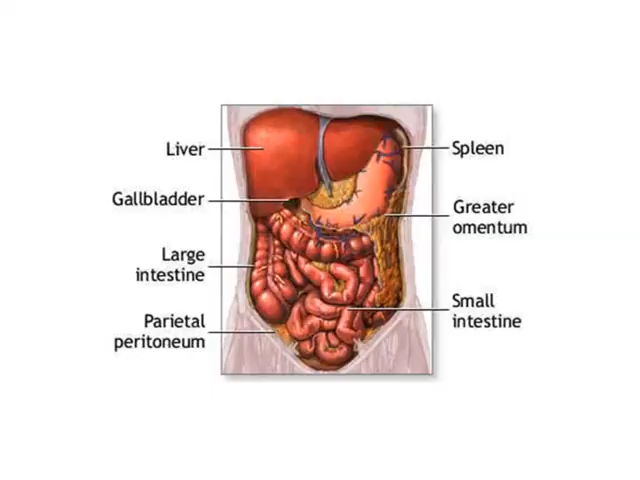 Liver
Gallbladder
Large
intestine
Parietal
peritoneum
Spleen
Greater
omentum
Small
intestine